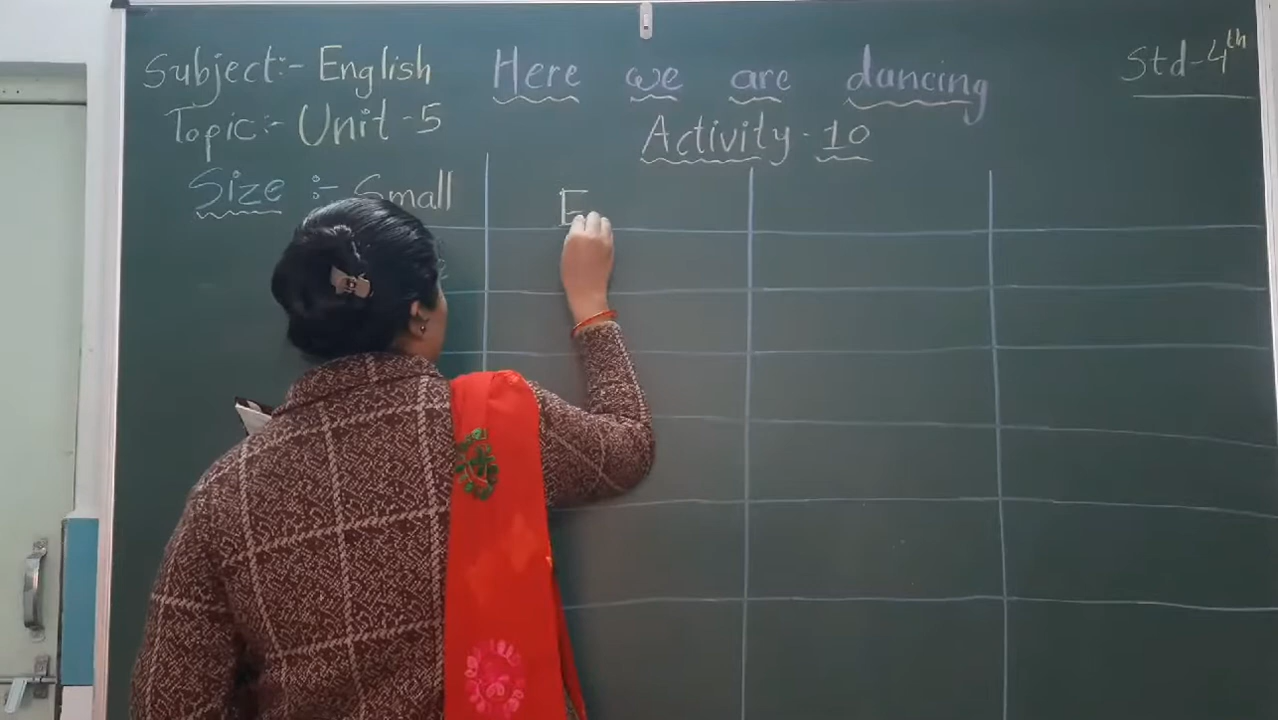 Subject:- English
Here we are dancing
Std-4th
Topic:- Unit-5
Activity-10
Size :- Small
E